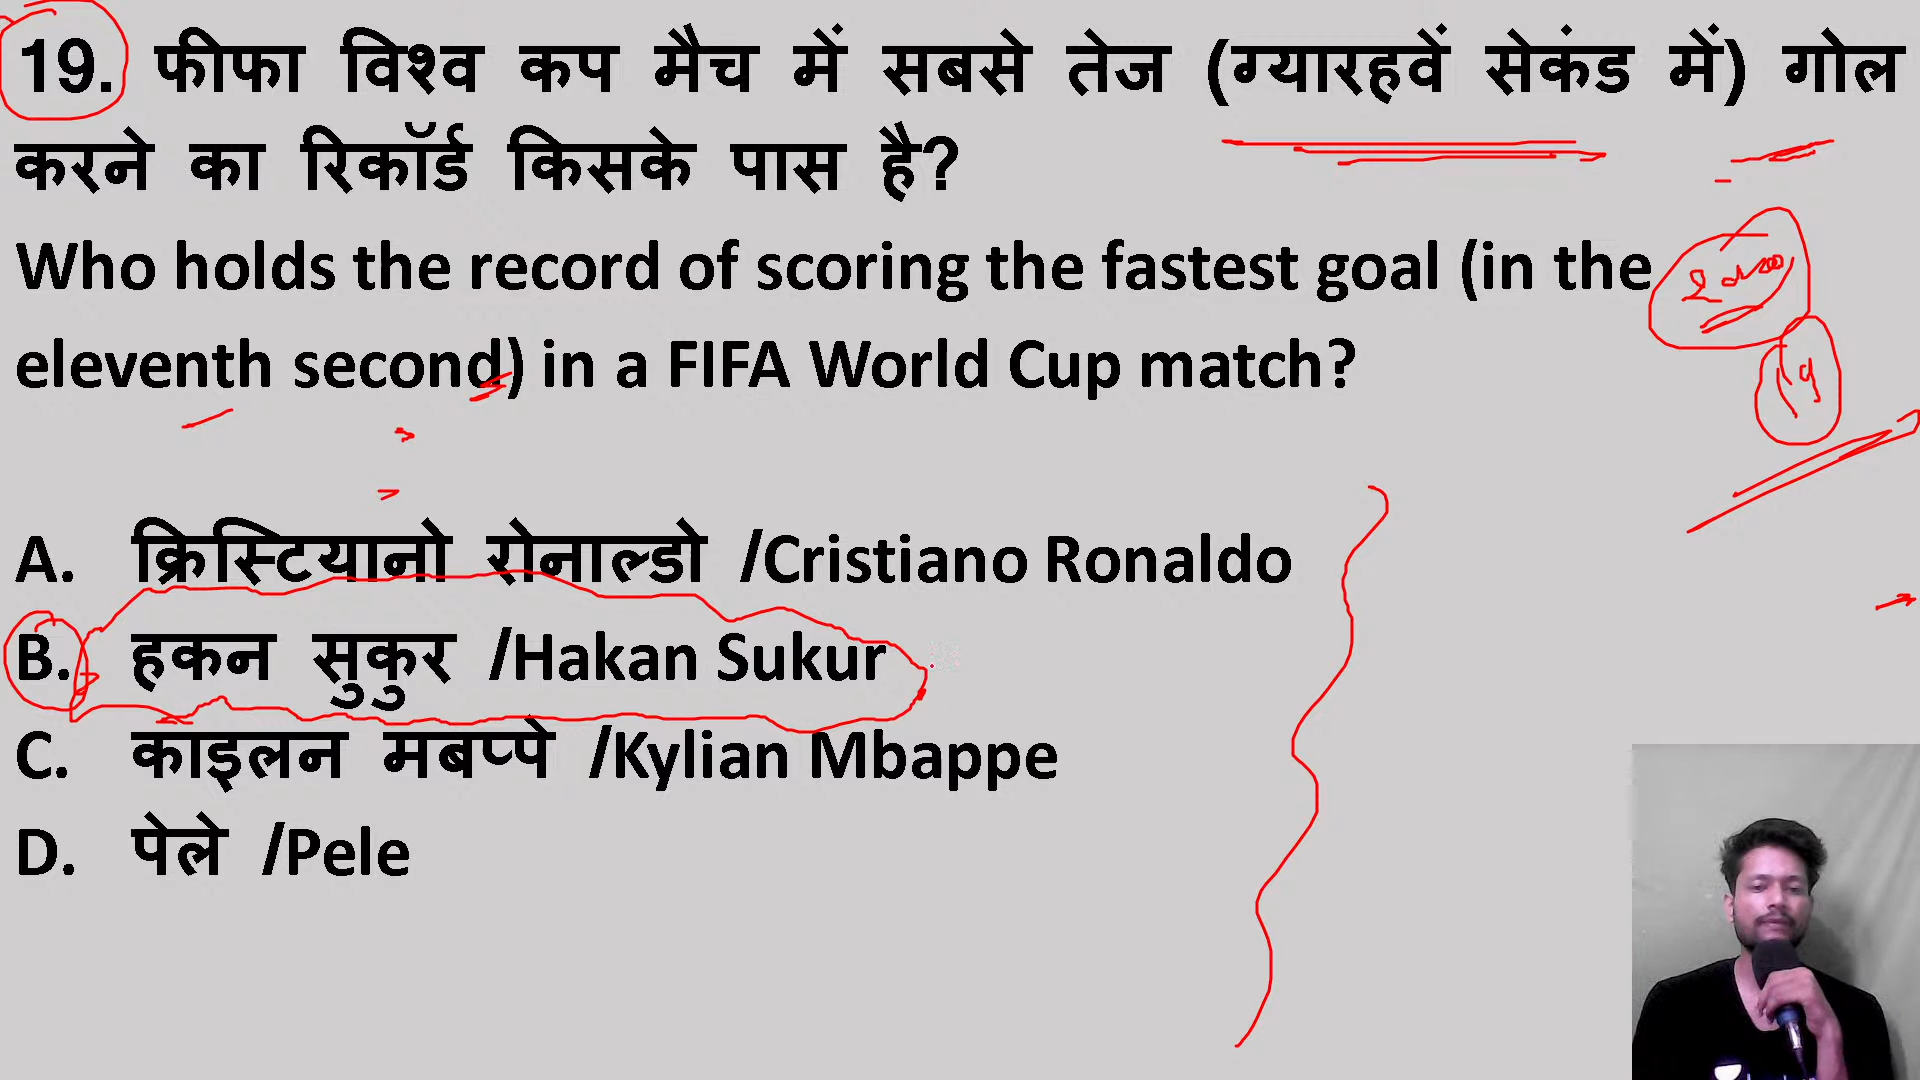 19. फीफा विश्व कप मैच में सबसे तेज (ग्यारहवें सेकंड में) गोल
करने का रिकॉर्ड किसके पास है?
Who holds the record of scoring the fastest goal (in the
eleventh second) in a FIFA World Cup match?
A. क्रिस्टियानो रोनाल्डो /Cristiano Ronaldo
B. हकन सुकुर /Hakan Sukur
C. काइलन मबप्पे /Kylian Mbappe
D. पेले /Pele